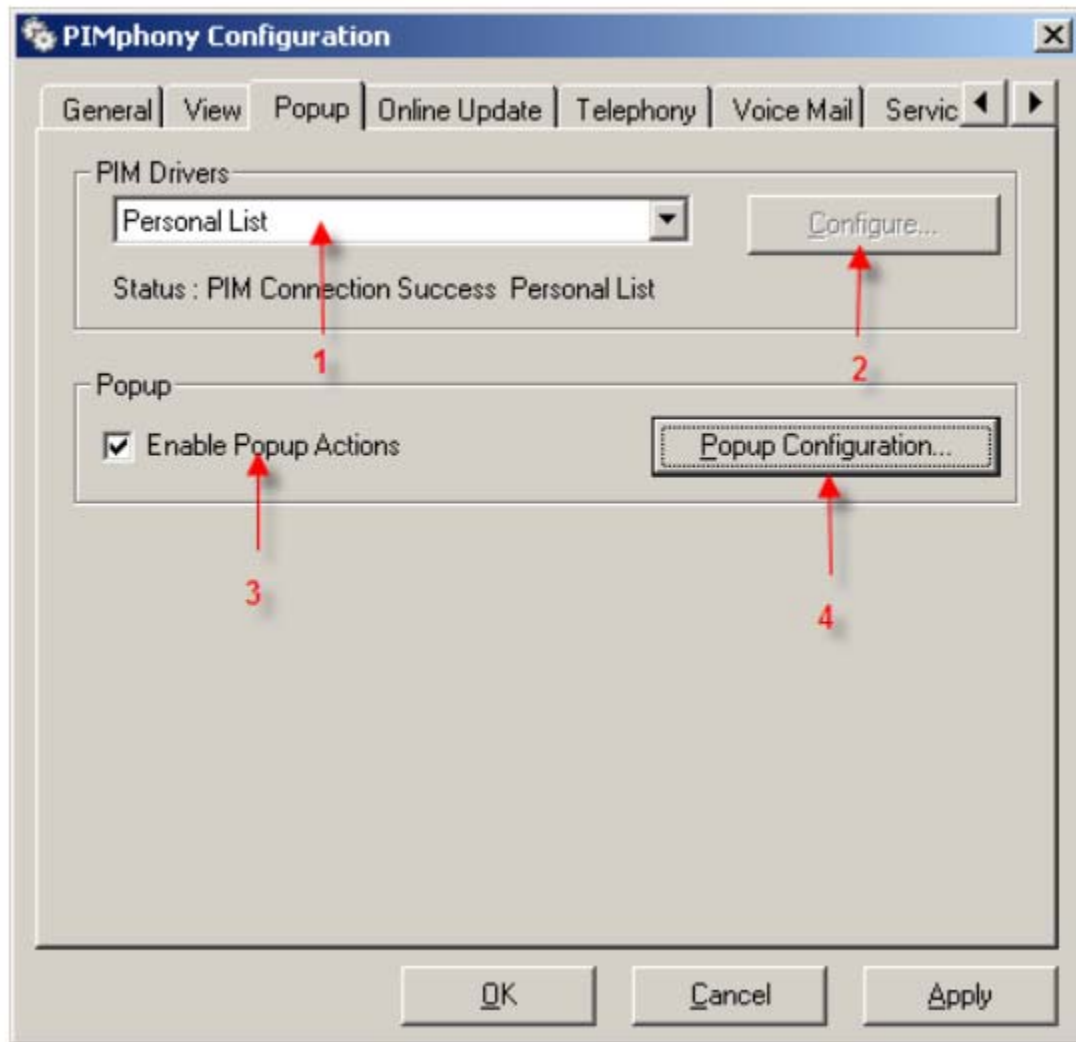 PIMphony Configuration
General View Popup Online Update Telephony Voice Mail Servic
PIM Drivers
Personal List
Configure...
Status : PIM Connection Success Personal List
1
2
Popup
Enable Popup Actions
Popup Configuration...
3
4
OK Cancel Apply